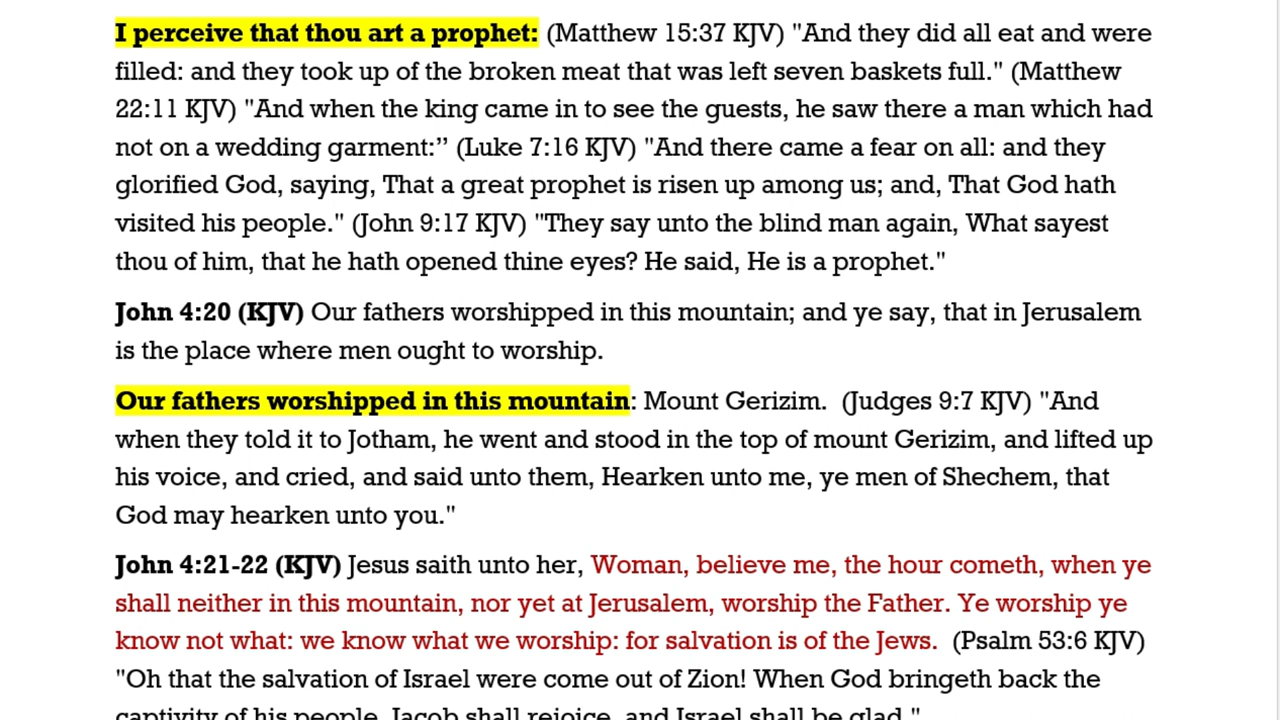 I perceive that thou art a prophet: (Matthew 15:37 KJV) "And they did all eat and were
filled: and they took up of the broken meat that was left seven baskets full." (Matthew
22:11 KJV) "And when the king came in to see the guests, he saw there a man which had
not on a wedding garment:” (Luke 7:16 KJV) "And there came a fear on all: and they
glorified God, saying, That a great prophet is risen up among us; and, That God hath
visited his people." (John 9:17 KJV) "They say unto the blind man again, What sayest
thou of him, that he hath opened thine eyes? He said, He is a prophet."
John 4:20 (KJV) Our fathers worshipped in this mountain; and ye say, that in Jerusalem
is the place where men ought to worship.
Our fathers worshipped in this mountain: Mount Gerizim.  (Judges 9:7 KJV) "And
when they told it to Jotham, he went and stood in the top of mount Gerizim, and lifted up
his voice, and cried, and said unto them, Hearken unto me, ye men of Shechem, that
God may hearken unto you."
John 4:21-22 (KJV) Jesus saith unto her, Woman, believe me, the hour cometh, when ye
shall neither in this mountain, nor yet at Jerusalem, worship the Father. Ye worship ye
know not what: we know what we worship: for salvation is of the Jews.  (Psalm 53:6 KJV)
"Oh that the salvation of Israel were come out of Zion! When God bringeth back the
captivity of his people, Jacob shall rejoice, and Israel shall be glad."